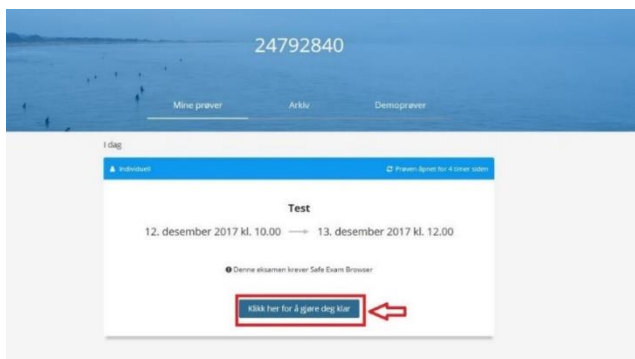 24792840
Mine prøver Arkiv Demoprøver
I dag
Individuell Prøven åpnet for 4 timer siden
Test
12. desember 2017 kl. 10.00 13. desember 2017 kl. 12.00
Denne eksamen krever Safe Exam Browser
Klikk her for å gjøre deg klar